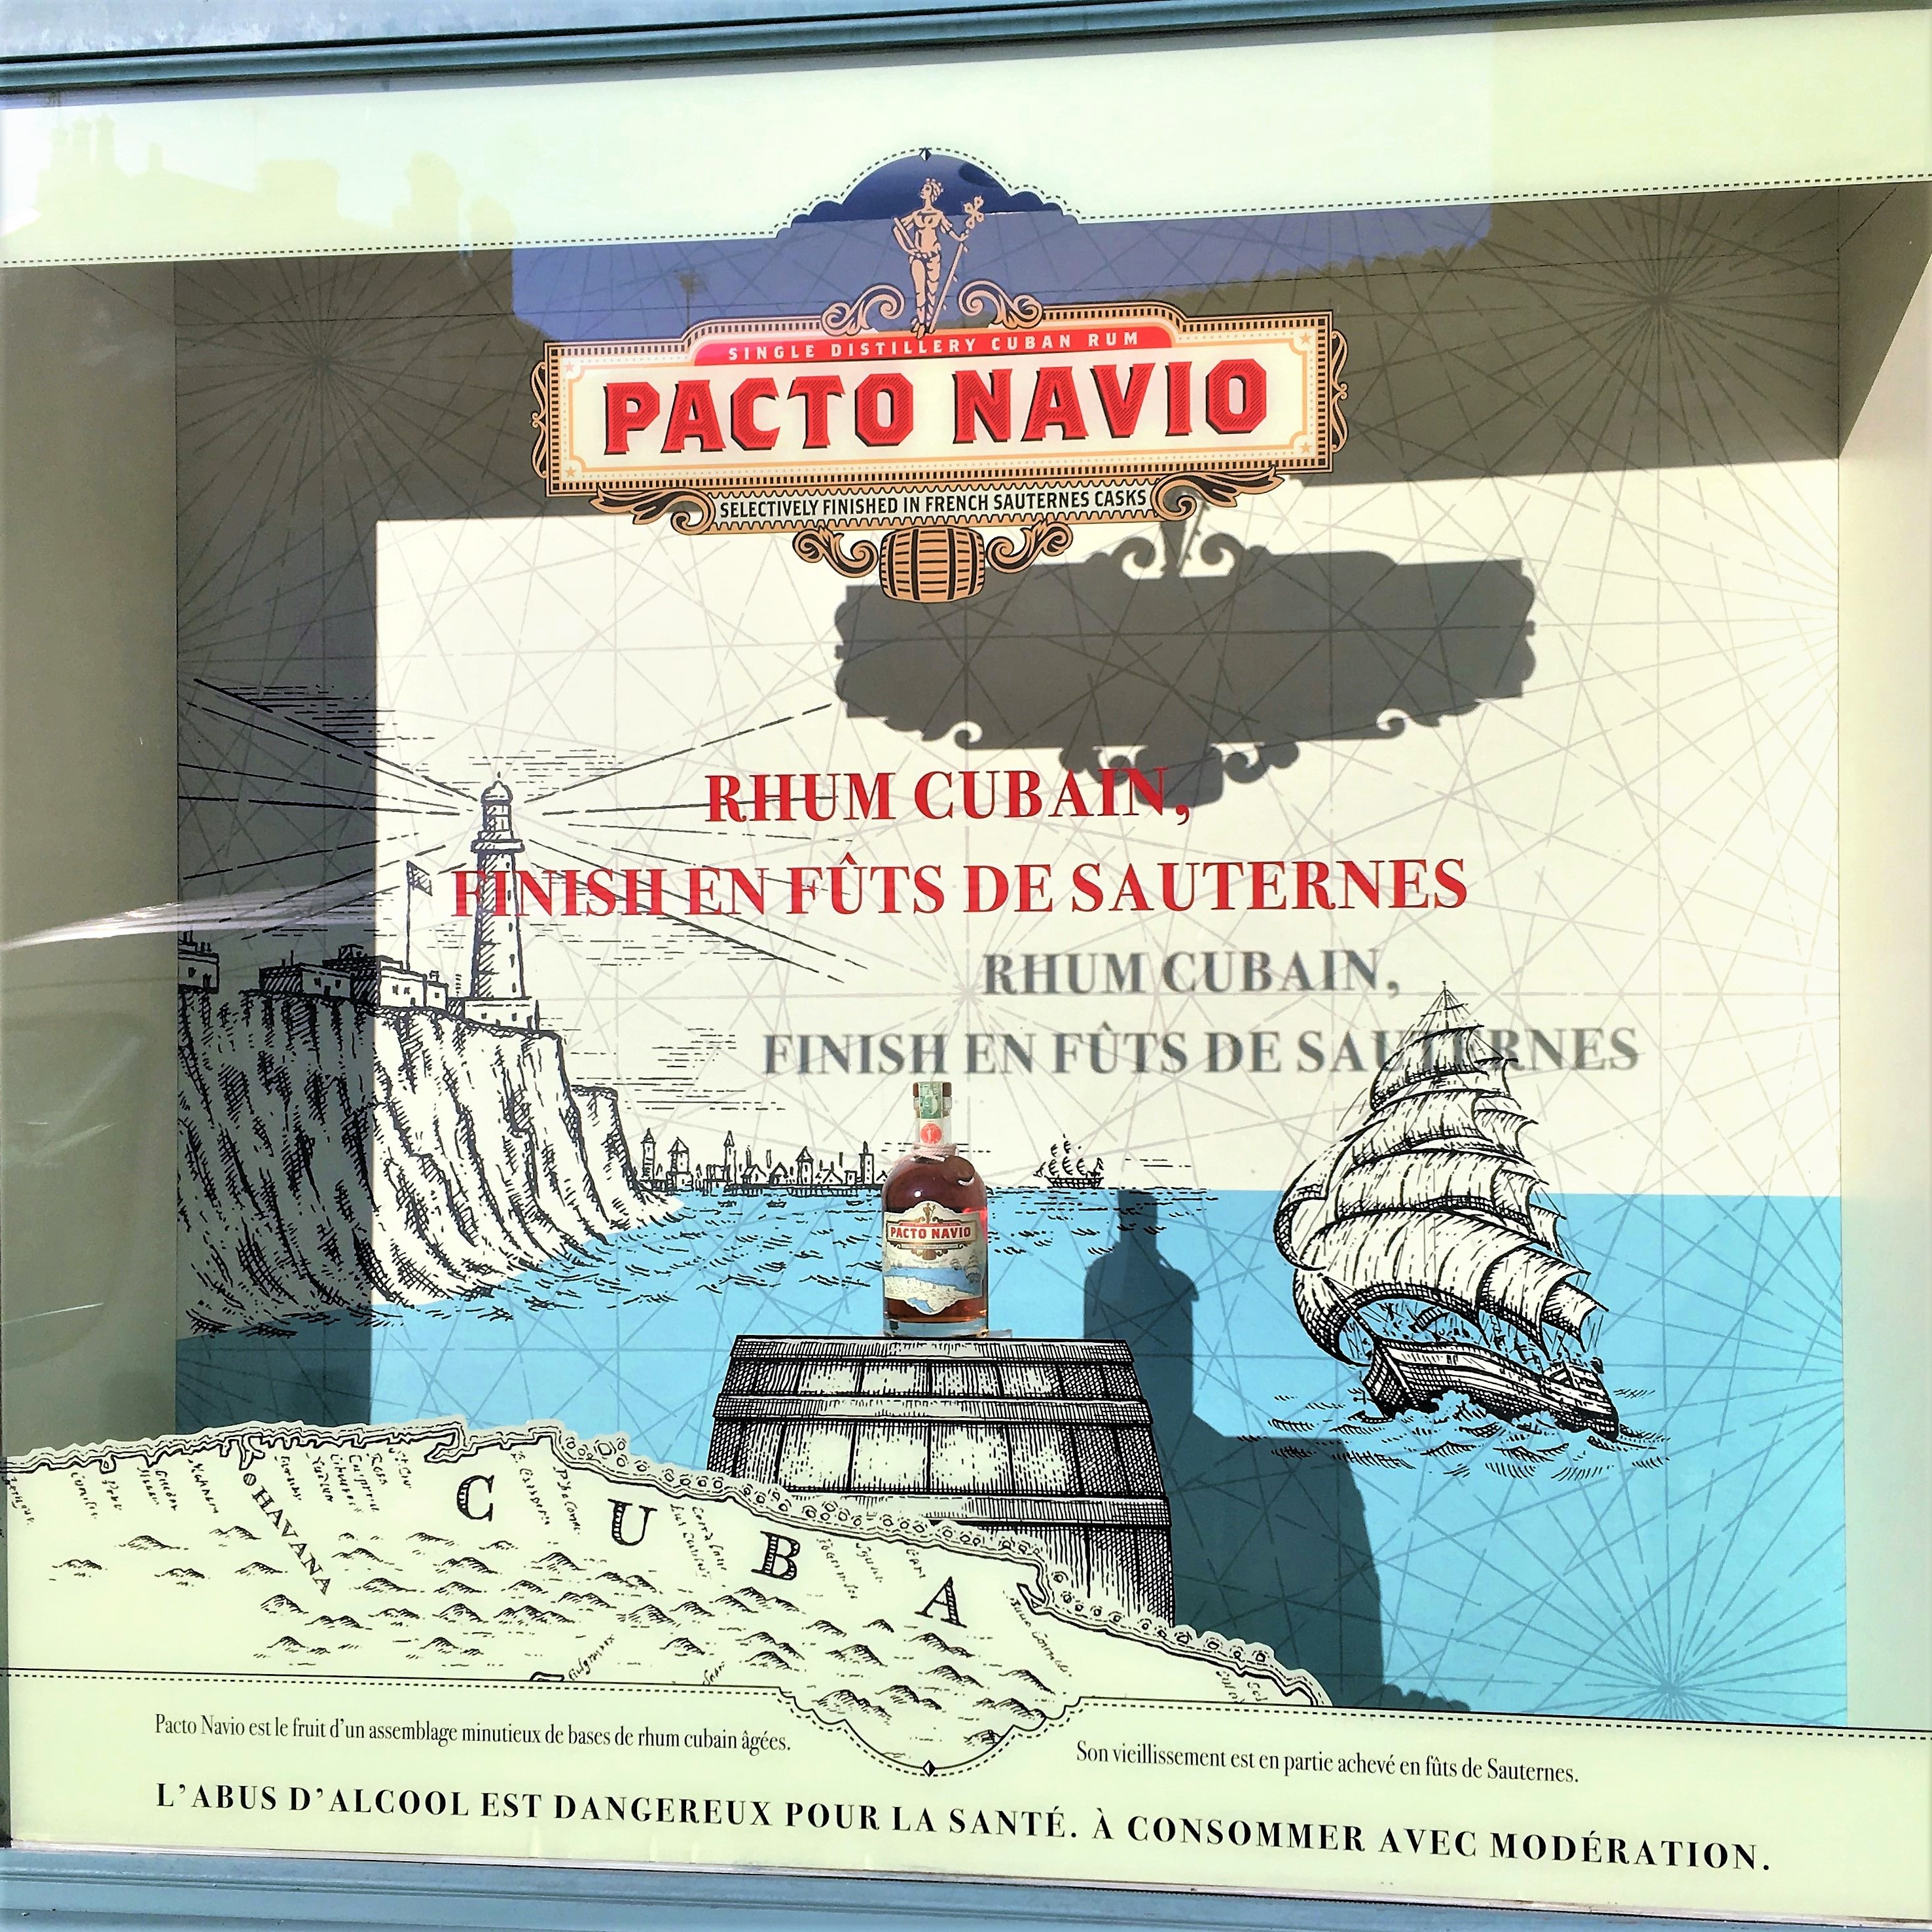 SINGLE DISTILLERY CUBAN RUM
PACTO NAVIO
SELECTIVELY FINISHED IN FRENCH SAUTERNES CASKS
RHUM CUBAIN,
FINISH EN FÛTS DE SAUTERNES
RHUM CUBAIN,
FINISH EN FÛTS DE SAUTERNES
PACTO NAVIO
CUBA
HAVANA
Pacto Navio est le fruit d'un assemblage minutieux de bases de rhum cubain âgées.
Son vieillissement est en partie achevé en fûts de Sauternes.
L'ABUS D'ALCOOL EST DANGEREUX POUR LA SANTÉ. À CONSOMMER AVEC MODÉRATION.